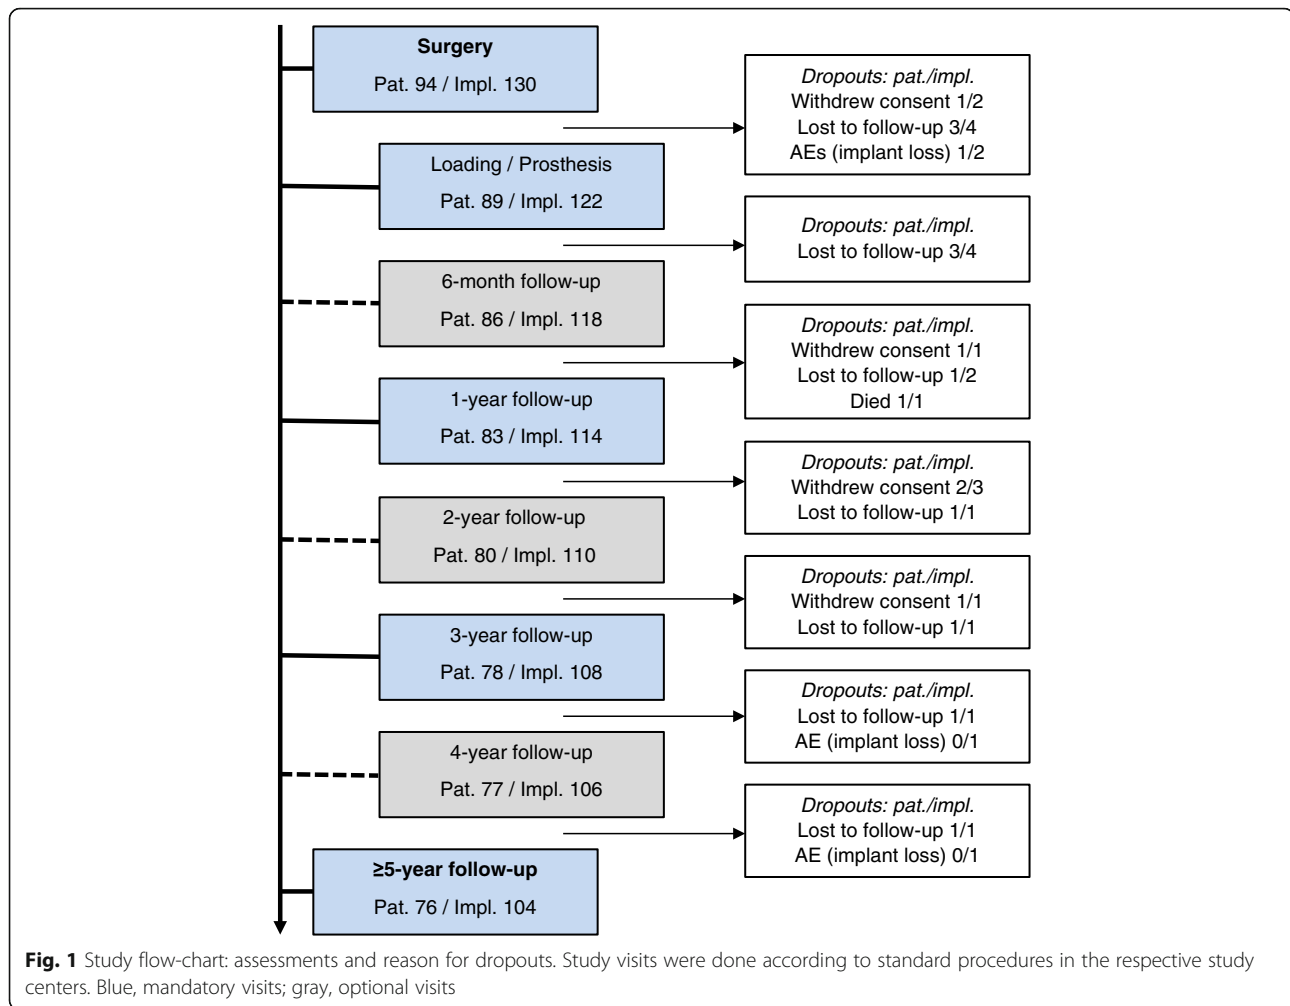 Surgery
Pat. 94 / Impl. 130
Dropouts: pat./impl.
Withdrew consent 1/2
Lost to follow-up 3/4
AEs (implant loss) 1/2
Loading / Prosthesis
Pat. 89 / Impl. 122
Dropouts: pat./impl.
Lost to follow-up 3/4
6-month follow-up
Pat. 86 / Impl. 118
Dropouts: pat./impl.
Withdrew consent 1/1
Lost to follow-up 1/2
Died 1/1
1-year follow-up
Pat. 83 / Impl. 114
Dropouts: pat./impl.
Withdrew consent 2/3
Lost to follow-up 1/1
2-year follow-up
Pat. 80 / Impl. 110
Dropouts: pat./impl.
Withdrew consent 1/1
Lost to follow-up 1/1
3-year follow-up
Pat. 78 / Impl. 108
Dropouts: pat./impl.
Lost to follow-up 1/1
AE (implant loss) 0/1
4-year follow-up
Pat. 77 / Impl. 106
Dropouts: pat./impl.
Lost to follow-up 1/1
AE (implant loss) 0/1
≥5-year follow-up
Pat. 76 / Impl. 104
Fig. 1 Study flow-chart: assessments and reason for dropouts. Study visits were done according to standard procedures in the respective study
centers. Blue, mandatory visits; gray, optional visits